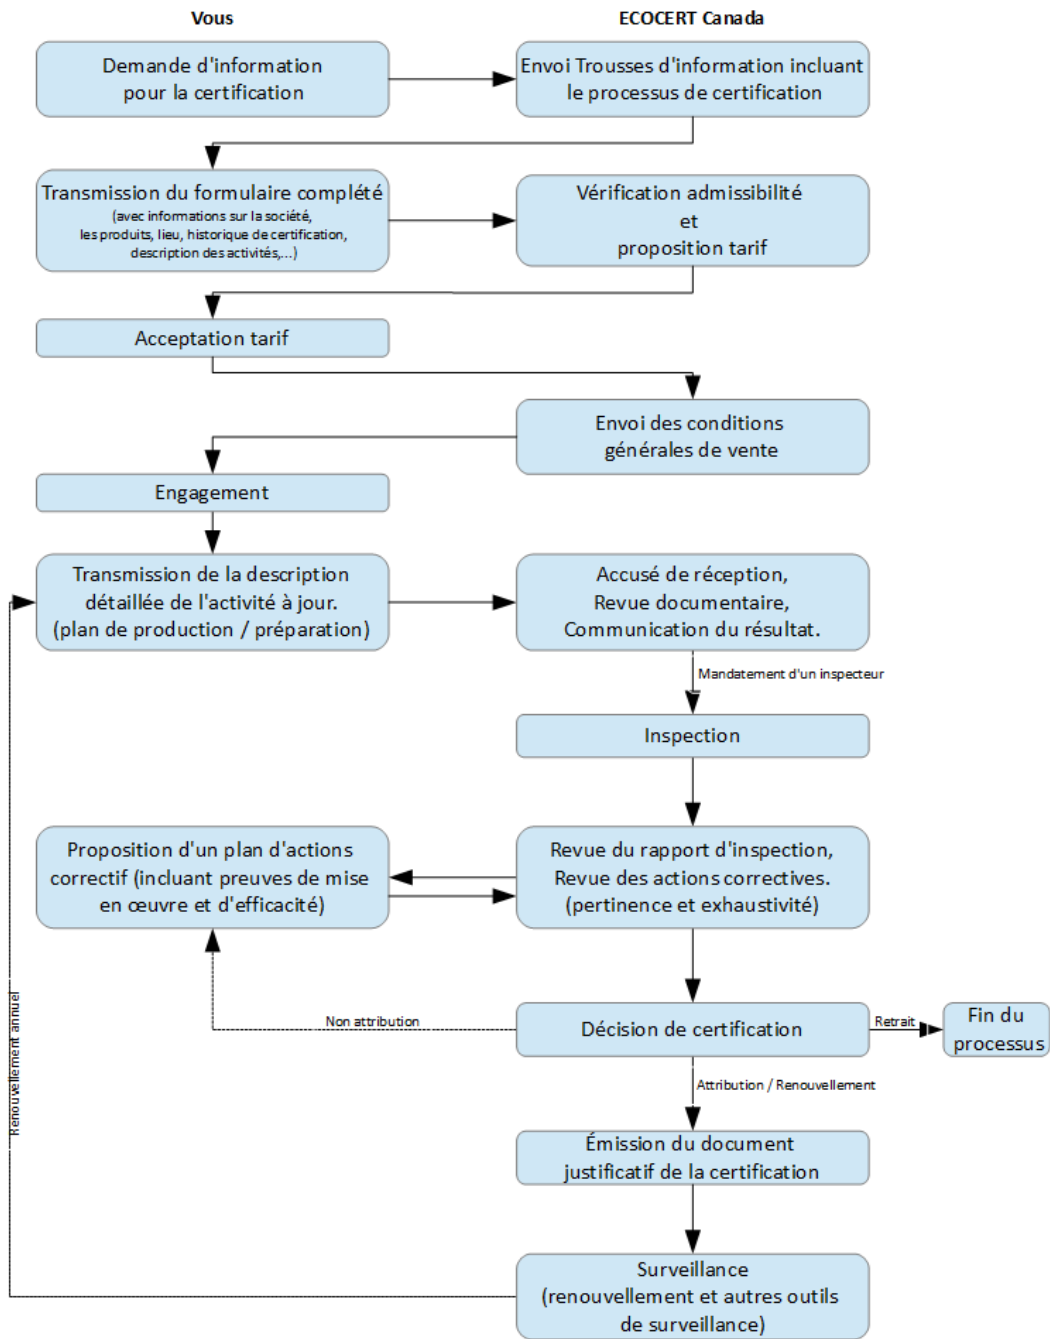 Vous
ECOCERT Canada
Demande d'information
pour la certification
Envoi Trousses d'information incluant
le processus de certification
Transmission du formulaire complété
(avec informations sur la société,
les produits, lieu, historique de certification,
description des activités,...)
Vérification admissibilité
et
proposition tarif
Acceptation tarif
Envoi des conditions
générales de vente
Engagement
Transmission de la description
détaillée de l'activité à jour.
(plan de production / préparation)
Accusé de réception,
Revue documentaire,
Communication du résultat.
Mandatement d'un inspecteur
Inspection
Proposition d'un plan d'actions
correctif (incluant preuves de mise
en œuvre et d'efficacité)
Revue du rapport d'inspection,
Revue des actions correctives.
(pertinence et exhaustivité)
Renouvellement annuel
Non attribution
Décision de certification
Retrait
Fin du
processus
Attribution / Renouvellement
Émission du document
justificatif de la certification
Surveillance
(renouvellement et autres outils
de surveillance)